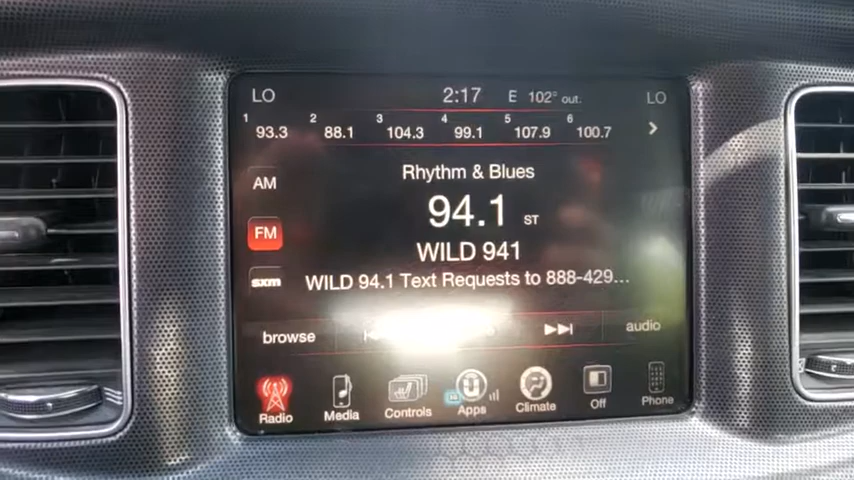 LO 2:17 E 102° out. LO
1 93.3 2 88.1 3 104.3 4 99.1 5 107.9 6 100.7
AM
Rhythm & Blues
94.1 ST
FM
WILD 941
sxm
WILD 94.1 Text Requests to 888-429...
browse
audio
Radio Media Controls Apps Climate Off Phone